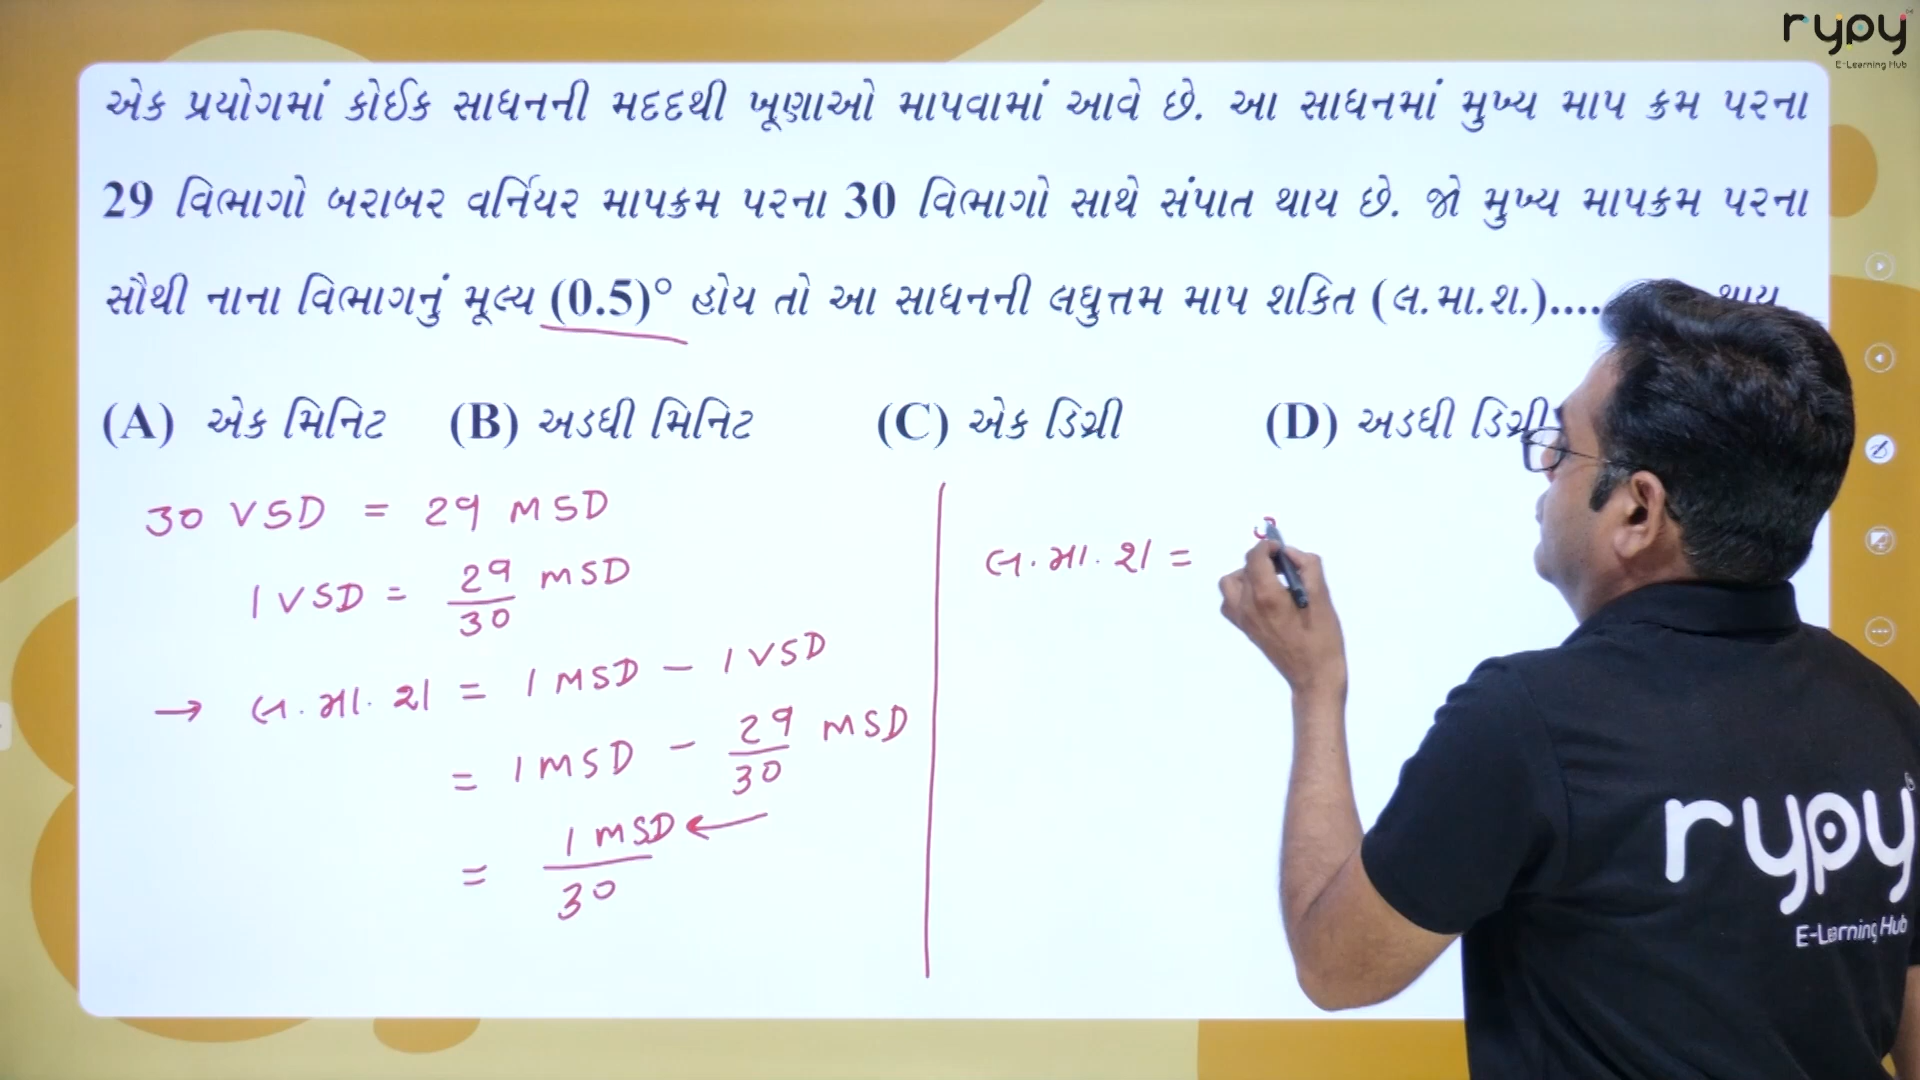 rypy
E-Learning Hub
એક પ્રયોગમાં કોઈક સાધનની મદદથી ખૂણાઓ માપવામાં આવે છે. આ સાધનમાં મુખ્ય માપ ક્રમ પરના
29 વિભાગો બરાબર વર્નિયર માપક્રમ પરના 30 વિભાગો સાથે સંપાત થાય છે. જો મુખ્ય માપક્રમ પરના
સૌથી નાના વિભાગનું મૂલ્ય (0.5)° હોય તો આ સાધનની લઘુત્તમ માપ શકિત (લ.મા.શ.).... થાય
(A) એક મિનિટ (B) અડધી મિનિટ (C) એક ડિગ્રી (D) અડધી ડિગ્રી
30 VSD = 29 MSD
1 VSD = 29/30 MSD
→ લ.મા.શ = 1 MSD - 1 VSD
= 1 MSD - 29/30 MSD
= 1 MSD/30 ←
લ.મા.શ =
rypy
E-Learning Hub